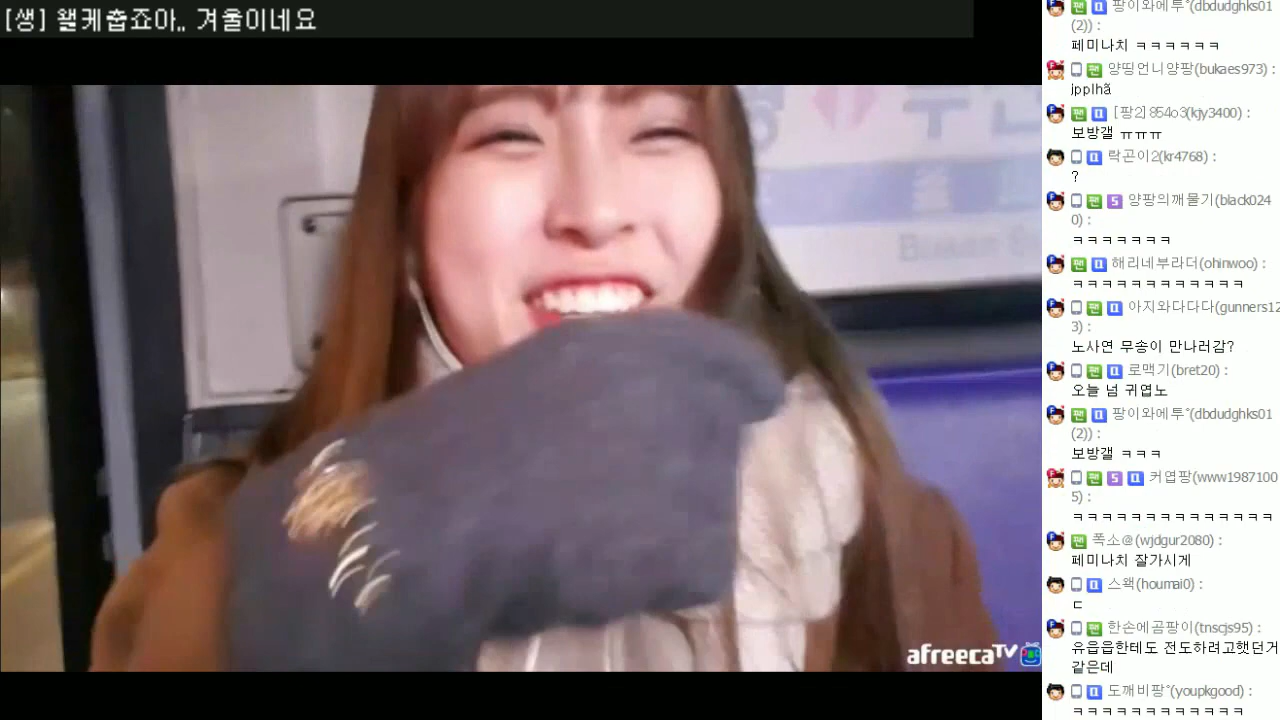 [생] 왤케춥죠아.. 겨울이네요
afreecaTV
팡이와에투°(dbdudghks01
(2)) :
페미나치 ㅋㅋㅋㅋㅋㅋ
양띵언니양팡(bukaes973) :
jpplhã
[팡2]854o3(kjy3400) :
보방갤 ㅠㅠㅠ
락곤이2(kr4768) :
?
양팡의깨물기(black024
0) :
ㅋㅋㅋㅋㅋㅋㅋ
해리네부라더(ohinwoo) :
ㅋㅋㅋㅋㅋㅋㅋㅋㅋㅋㅋㅋ
아지와다다다(gunners12
3) :
노사연 무송이 만나러감?
로맥기(bret20) :
오늘 넘 귀엽노
팡이와에투°(dbdudghks01
(2)) :
보방갤 ㅋㅋㅋ
커엽팡(www1987100
5) :
ㅋㅋㅋㅋㅋㅋㅋㅋㅋㅋㅋㅋㅋㅋ
폭소@(wjdgur2080) :
페미나치 잘가시게
스왝(houmai0) :
ㄷ
한손에곰팡이(tnscjs95) :
유읍읍한테도 전도하려고했던거
같은데
도깨비팡°(youpkgood) :
ㅋㅋㅋㅋㅋㅋㅋㅋㅋㅋㅋㅋ